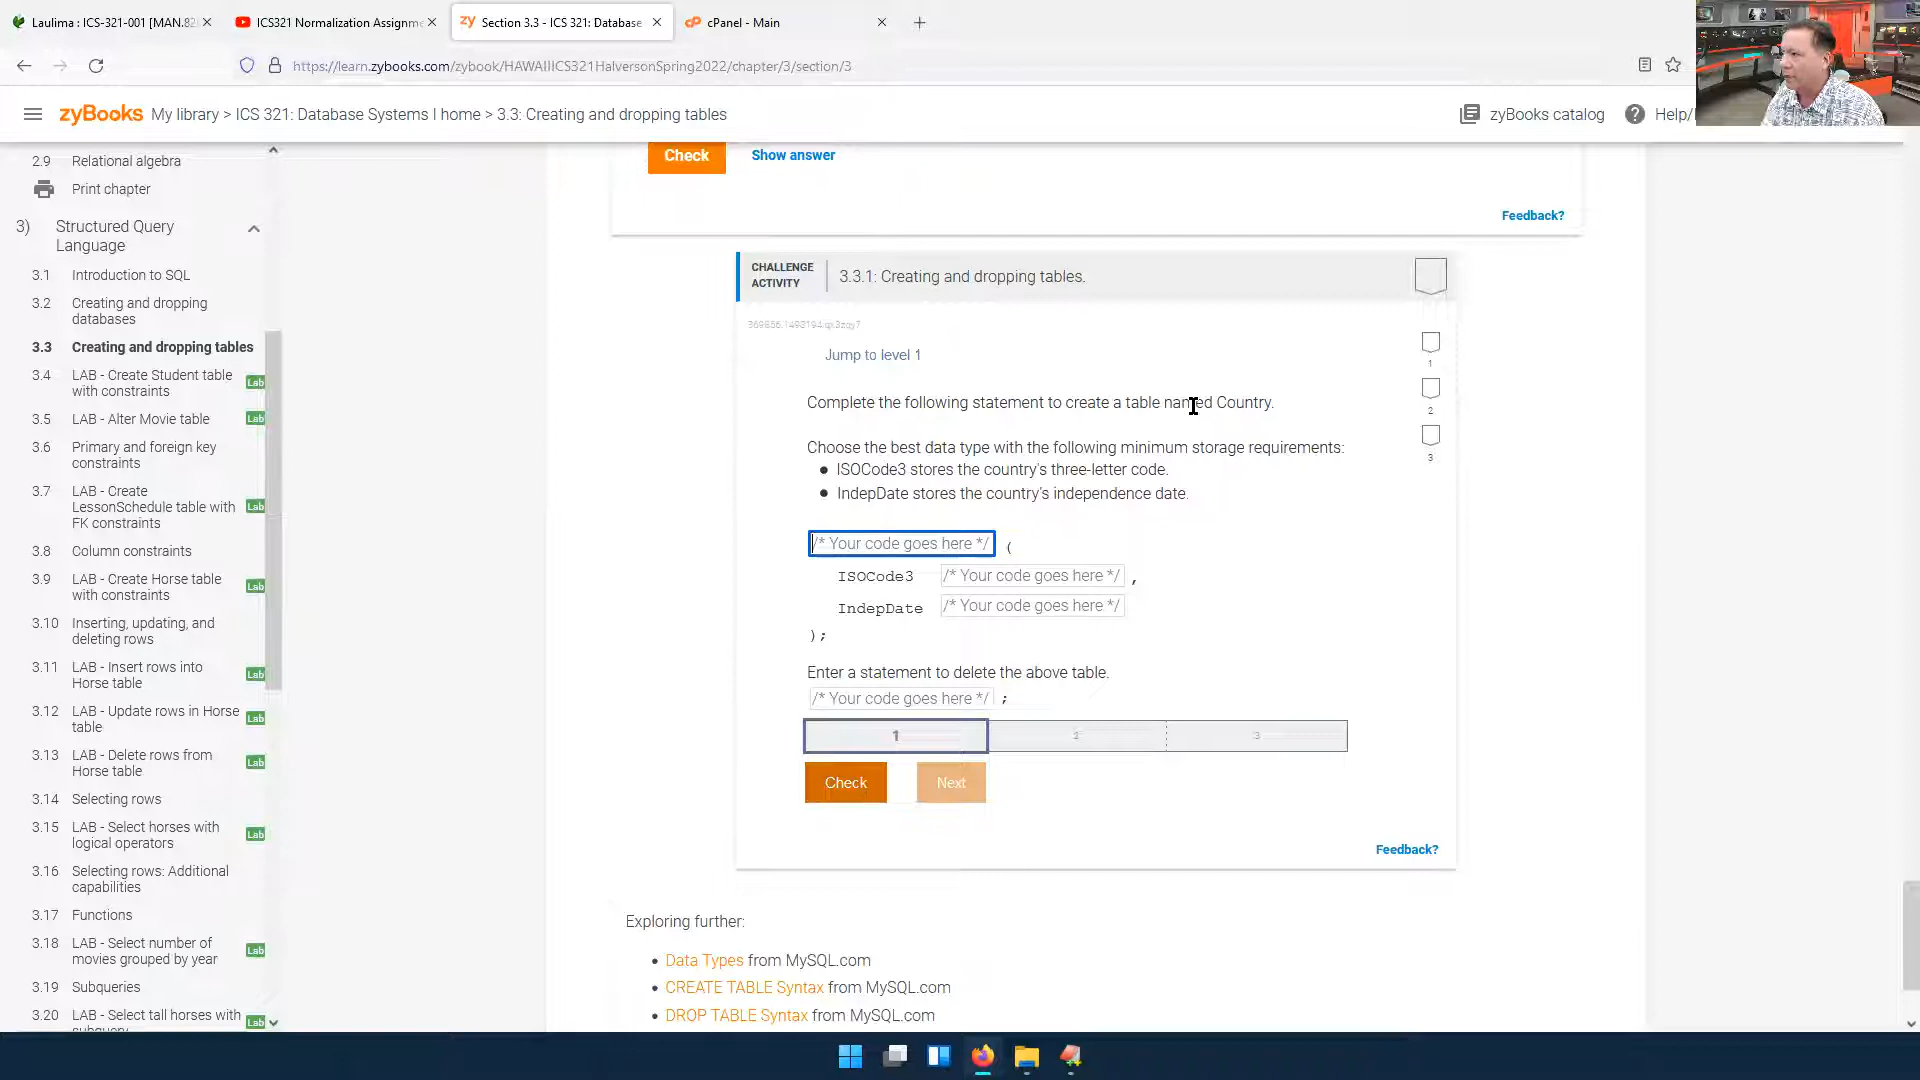 Laulima : ICS-321-001 [MAN.82
ICS321 Normalization Assignme
zy Section 3.3 - ICS 321: Database
cPanel - Main
https://learn.zybooks.com/zybook/HAWAIIICS321HalversonSpring2022/chapter/3/section/3
zyBooks My library > ICS 321: Database Systems I home > 3.3: Creating and dropping tables
zyBooks catalog
Help/
2.9 Relational algebra
Print chapter
3) Structured Query
Language
3.1 Introduction to SQL
3.2 Creating and dropping
databases
3.3 Creating and dropping tables
3.4 LAB - Create Student table
with constraints
Lab
3.5 LAB - Alter Movie table
Lab
3.6 Primary and foreign key
constraints
3.7 LAB - Create
LessonSchedule table with
FK constraints
Lab
3.8 Column constraints
3.9 LAB - Create Horse table
with constraints
Lab
3.10 Inserting, updating, and
deleting rows
3.11 LAB - Insert rows into
Horse table
Lab
3.12 LAB - Update rows in Horse
table
Lab
3.13 LAB - Delete rows from
Horse table
Lab
3.14 Selecting rows
3.15 LAB - Select horses with
logical operators
Lab
3.16 Selecting rows: Additional
capabilities
3.17 Functions
3.18 LAB - Select number of
movies grouped by year
Lab
3.19 Subqueries
3.20 LAB - Select tall horses with
subquery
Lab
Check
Show answer
Feedback?
CHALLENGE
ACTIVITY
3.3.1: Creating and dropping tables.
369856.1493194.qx3zqy7
Jump to level 1
1
2
3
Complete the following statement to create a table named Country.
Choose the best data type with the following minimum storage requirements:
● ISOCode3 stores the country's three-letter code.
● IndepDate stores the country's independence date.
/* Your code goes here */ (
ISOCode3 /* Your code goes here */ ,
IndepDate /* Your code goes here */
);
Enter a statement to delete the above table.
/* Your code goes here */ ;
1 2 3
Check
Next
Feedback?
Exploring further:
• Data Types from MySQL.com
• CREATE TABLE Syntax from MySQL.com
• DROP TABLE Syntax from MySQL.com